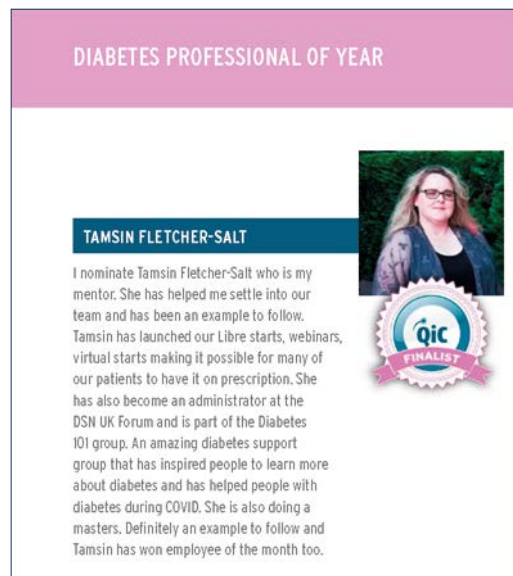 DIABETES PROFESSIONAL OF YEAR
TAMSIN FLETCHER-SALT
I nominate Tamsin Fletcher-Salt who is my
mentor. She has helped me settle into our
team and has been an example to follow.
Tamsin has launched our Libre starts, webinars,
virtual starts making it possible for many of
our patients to have it on prescription. She
has also become an administrator at the
DSN UK Forum and is part of the Diabetes
101 group. An amazing diabetes support
group that has inspired people to learn more
about diabetes and has helped people with
diabetes during COVID. She is also doing a
masters. Definitely an example to follow and
Tamsin has won employee of the month too.
QiC
FINALIST